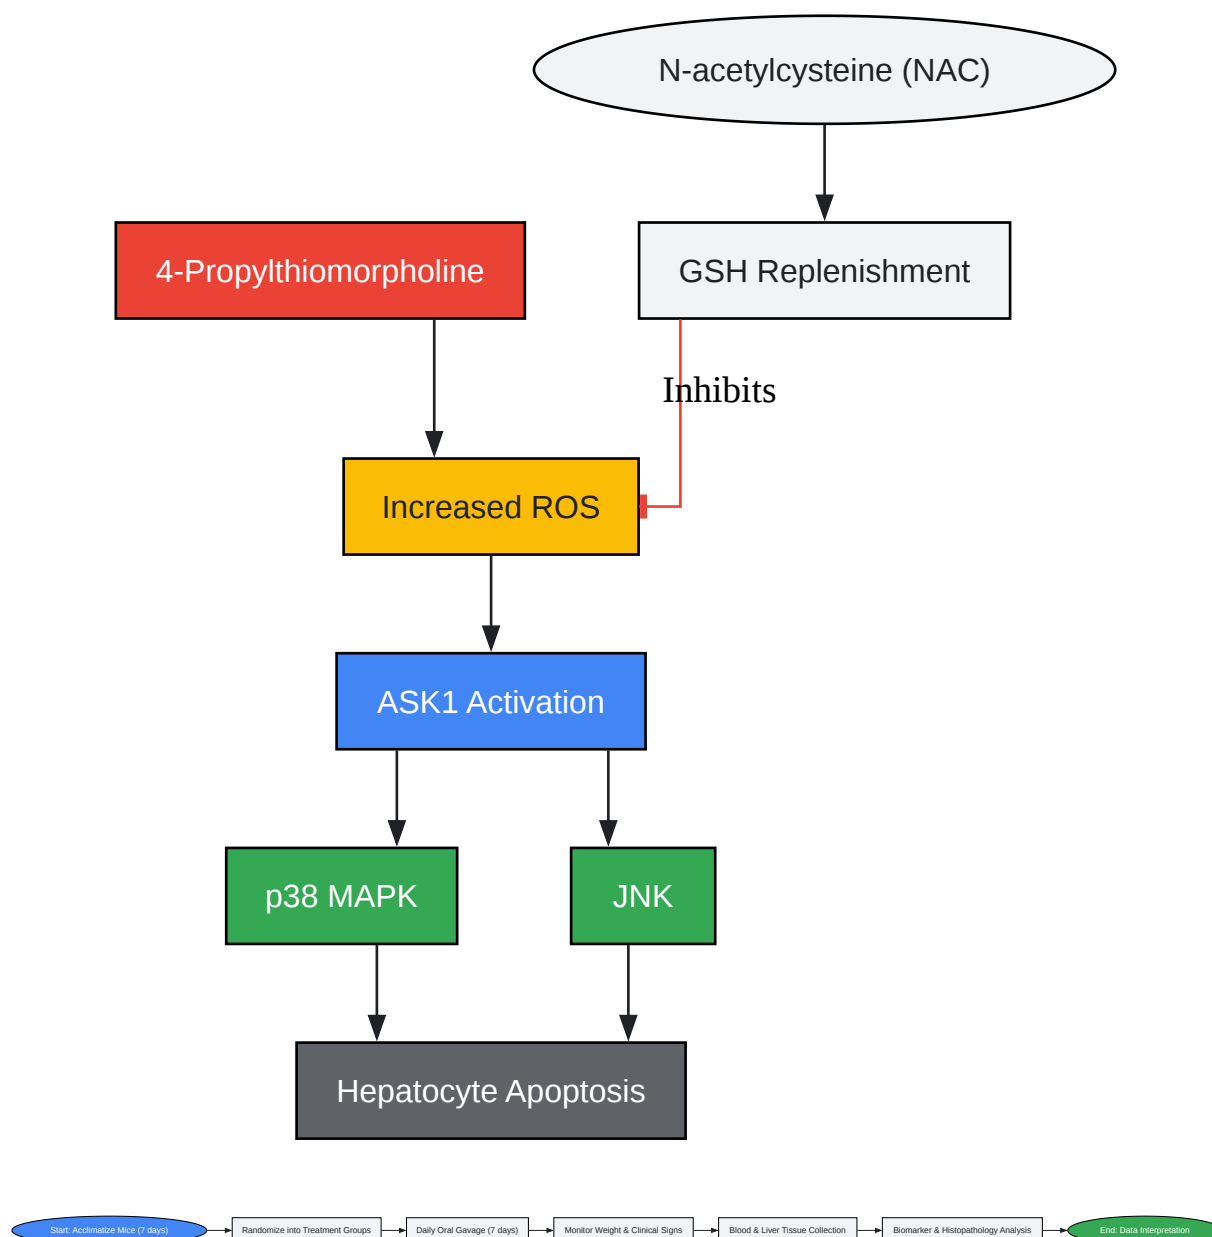 N-acetylcysteine (NAC)
4-Propylthiomorpholine
GSH Replenishment
Inhibits
Increased ROS
ASK1 Activation
p38 MAPK
JNK
Hepatocyte Apoptosis
Start: Acclimatize Mice (7 days)
Randomize into Treatment Groups
Daily Oral Gavage (7 days)
Monitor Weight & Clinical Signs
Blood & Liver Tissue Collection
Biomarker & Histopathology Analysis
End: Data Interpretation